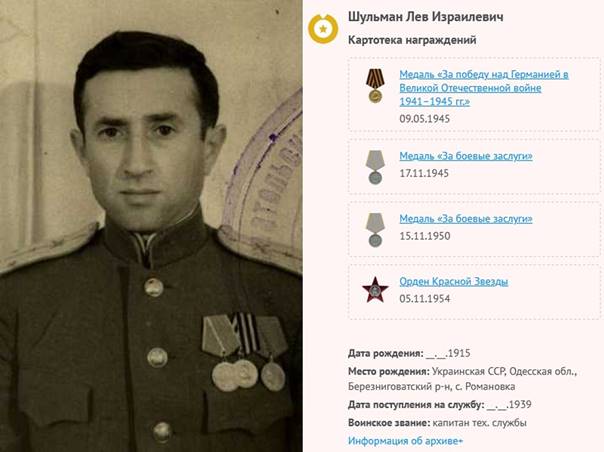 Шульман Лев Израилевич
Картотека награждений
Медаль «За победу над Германией в
Великой Отечественной войне
1941–1945 гг.»
09.05.1945
Медаль «За боевые заслуги»
17.11.1945
Медаль «За боевые заслуги»
15.11.1950
Орден Красной Звезды
05.11.1954
Дата рождения: __.__.1915
Место рождения: Украинская ССР, Одесская обл.,
Березниговатский р-н, с. Романовка
Дата поступления на службу: __.__.1939
Воинское звание: капитан тех. службы
Информация об архиве+